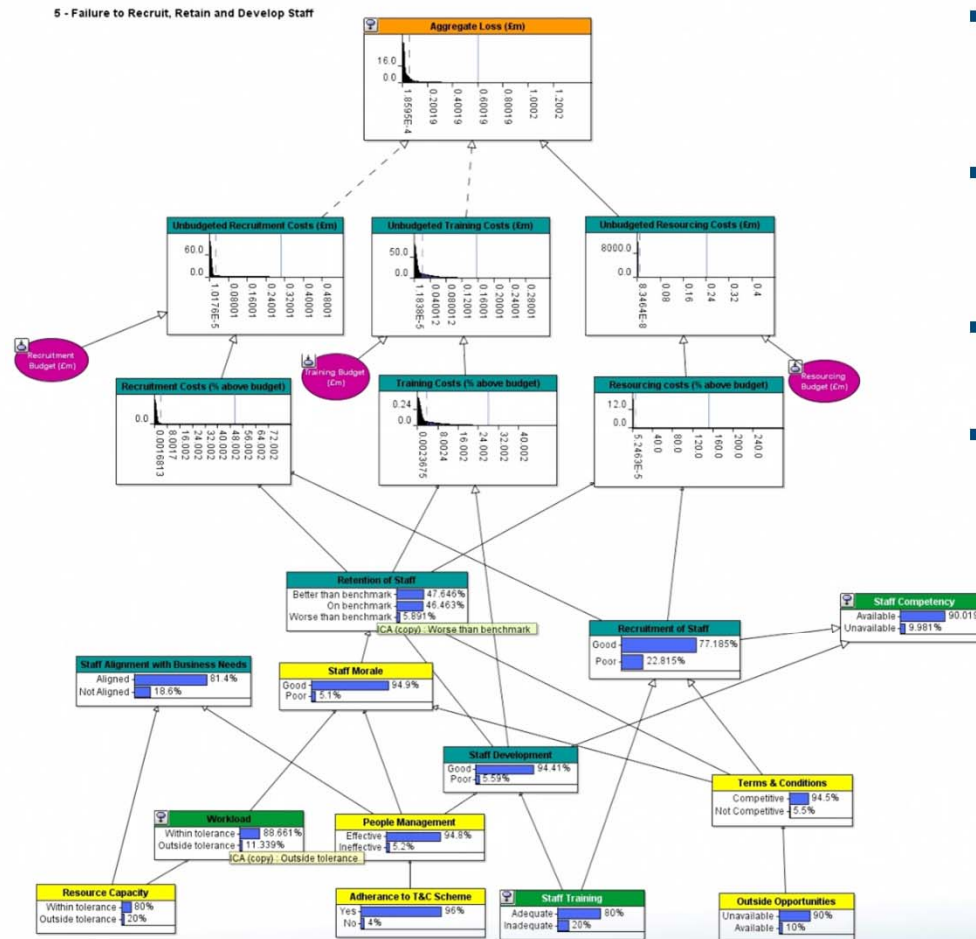 5 - Failure to Recruit, Retain and Develop Staff
Aggregate Loss (£m)
16.0
0.0
1.8595E-4
0.20019
0.40019
0.60019
0.80019
1.0002
1.2002
Unbudgeted Recruitment Costs (£m)
60.0
0.0
1.0176E-5
0.08001
0.16001
0.24001
0.32001
0.40001
0.48001
Unbudgeted Training Costs (£m)
50.0
0.0
1.1838E-5
0.040012
0.080012
0.12001
0.16001
0.20001
0.24001
0.28001
Unbudgeted Resourcing Costs (£m)
8000.0
0.0
8.3464E-8
0.08
0.16
0.24
0.32
0.4
Recruitment
Budget (£m)
Training Budget
(£m)
Resourcing
Budget (£m)
Recruitment Costs (% above budget)
0.0
0.0016813
8.0017
16.002
24.002
32.002
40.002
48.002
56.002
64.002
72.002
Training Costs (% above budget)
0.24
0.0
0.0023675
8.0024
16.002
24.002
32.002
40.002
Resourcing costs (% above budget)
12.0
0.0
5.2463E-5
40.0
80.0
120.0
160.0
200.0
240.0
Retention of Staff
Better than benchmark 47.646%
On benchmark 46.463%
Worse than benchmark 5.891%
ICA (copy) : Worse than benchmark
Staff Competency
Available 90.019
Unavailable 9.981%
Recruitment of Staff
Good 77.185%
Poor 22.815%
Staff Alignment with Business Needs
Aligned 81.4%
Not Aligned 18.6%
Staff Morale
Good 94.9%
Poor 5.1%
Staff Development
Good 94.41%
Poor 5.59%
Terms & Conditions
Competitive 94.5%
Not Competitive 5.5%
Workload
Within tolerance 88.661%
Outside tolerance 11.339%
ICA (copy) : Outside tolerance
People Management
Effective 94.8%
Ineffective 5.2%
Resource Capacity
Within tolerance 80%
Outside tolerance 20%
Adherance to T&C Scheme
Yes 96%
No 4%
Staff Training
Adequate 80%
Inadequate 20%
Outside Opportunities
Unavailable 90%
Available 10%